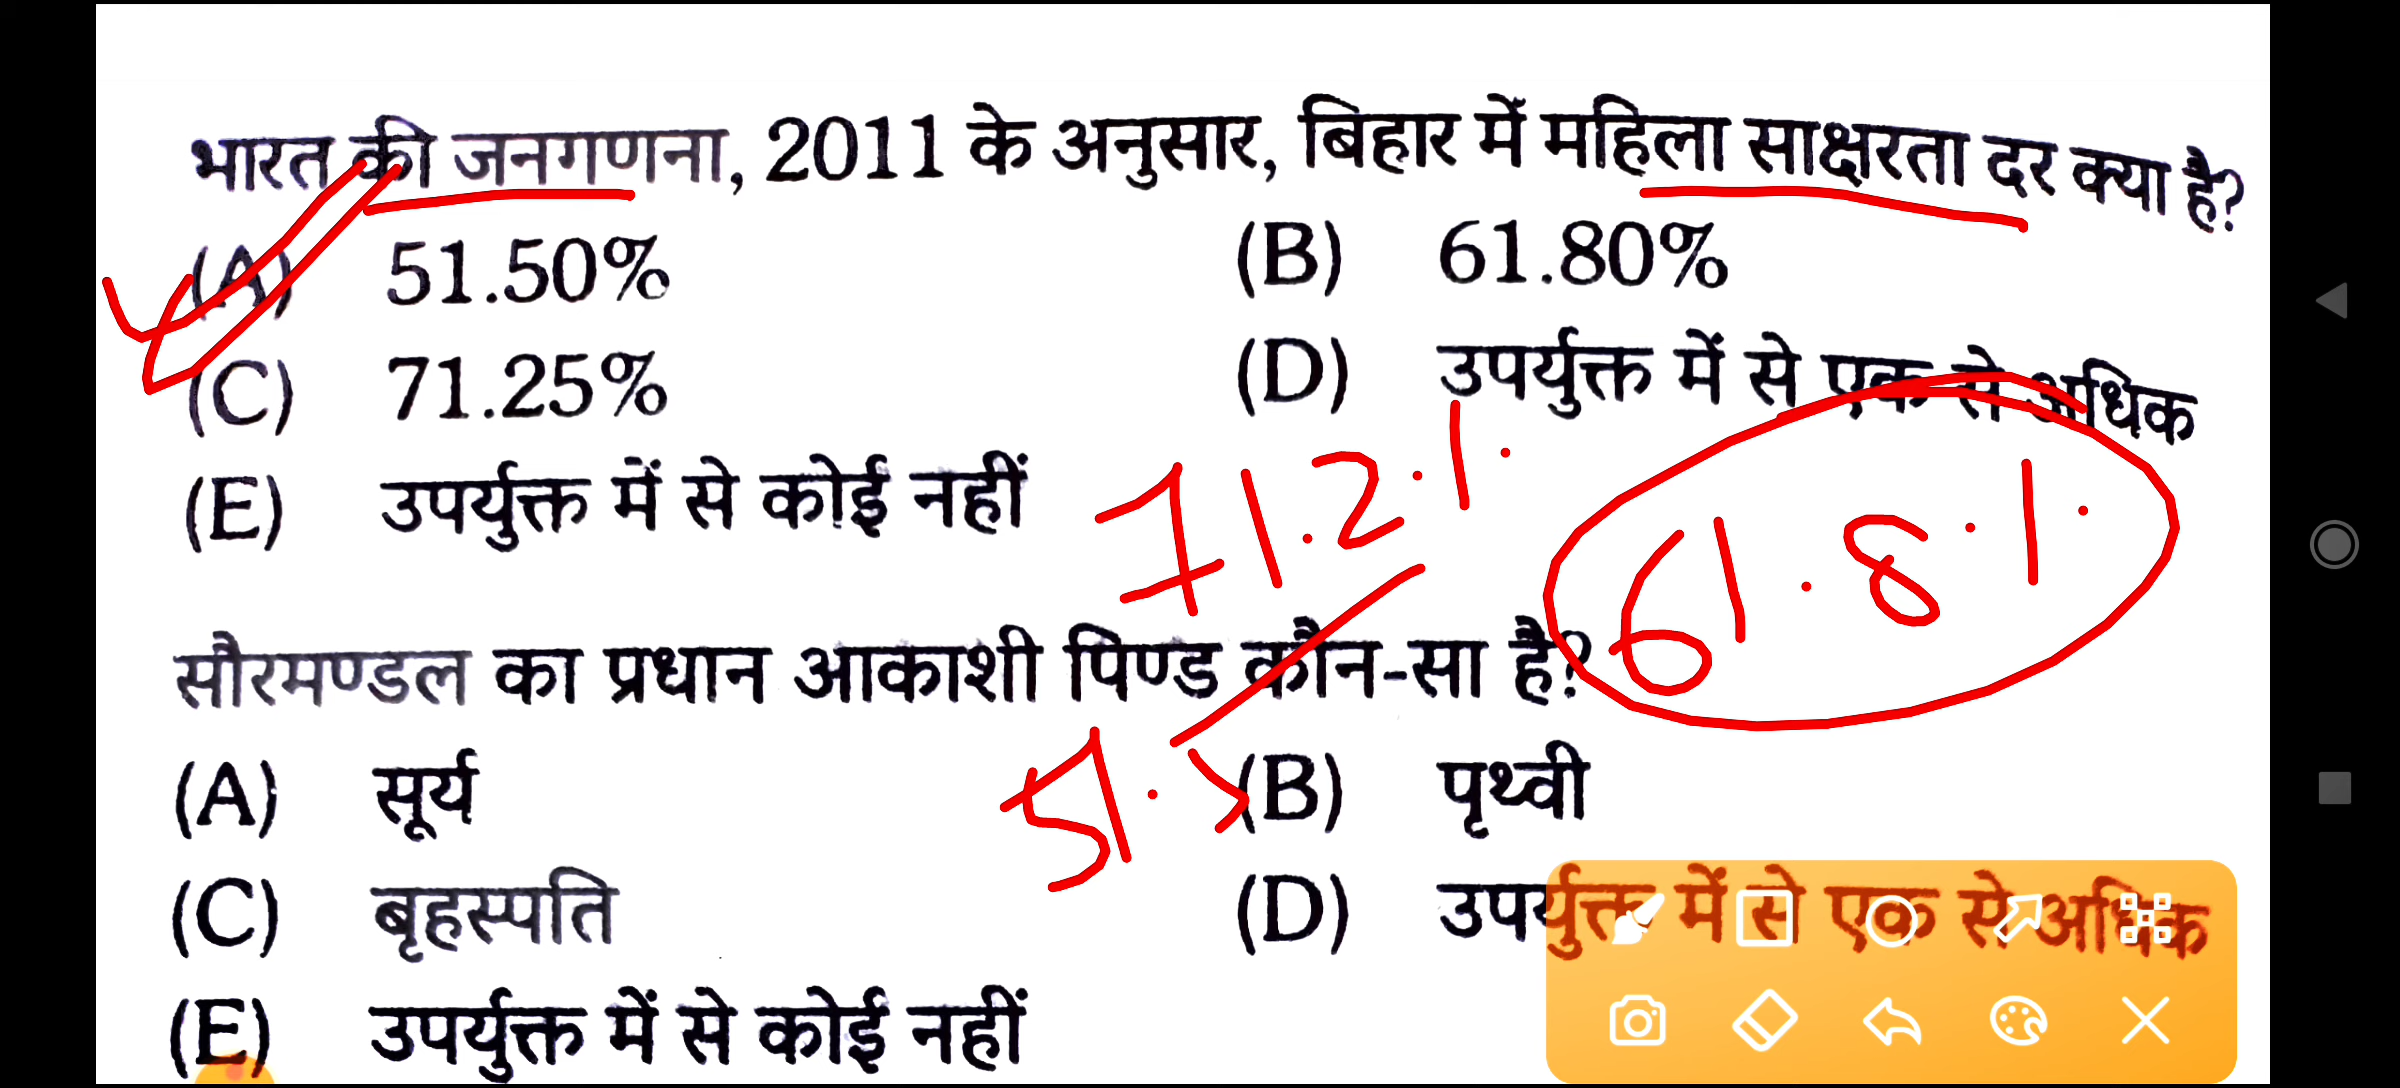 भारत की जनगणना, 2011 के अनुसार, बिहार में महिला साक्षरता दर क्या है?
(A) 51.50% (B) 61.80%
(C) 71.25% (D) उपर्युक्त में से एक से अधिक
(E) उपर्युक्त में से कोई नहीं
71.2%
61.8%
सौरमण्डल का प्रधान आकाशी पिण्ड कौन-सा है?
51.5
(A) सूर्य (B) पृथ्वी
(C) बृहस्पति (D) उपर्युक्त में से एक से अधिक
(E) उपर्युक्त में से कोई नहीं